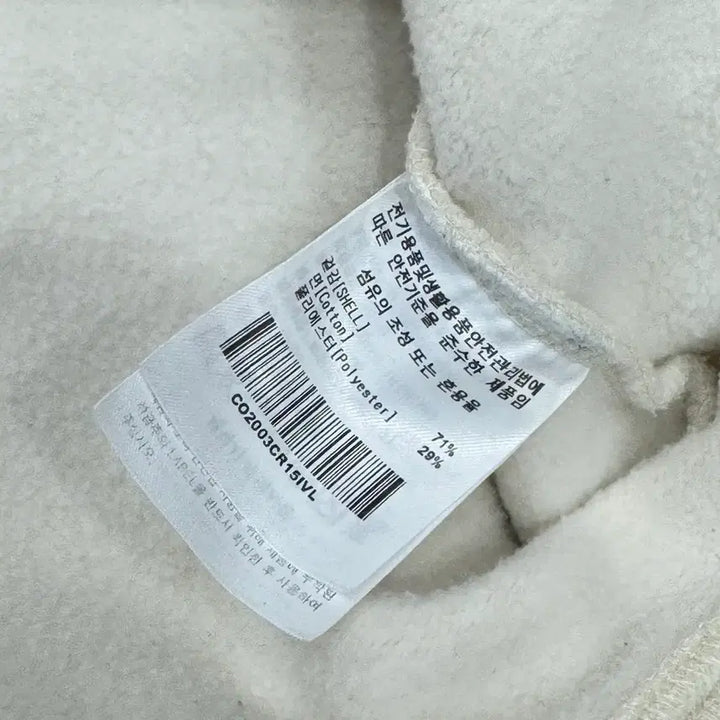 전기용품및생활용품안전관리법에
따른 안전기준을 준수한 제품임
섬유의 조성 또는 혼용율
겉감[SHELL]
면[Cotton] 71%
폴리에스터[Polyester] 29%
CO2003CR15IVL